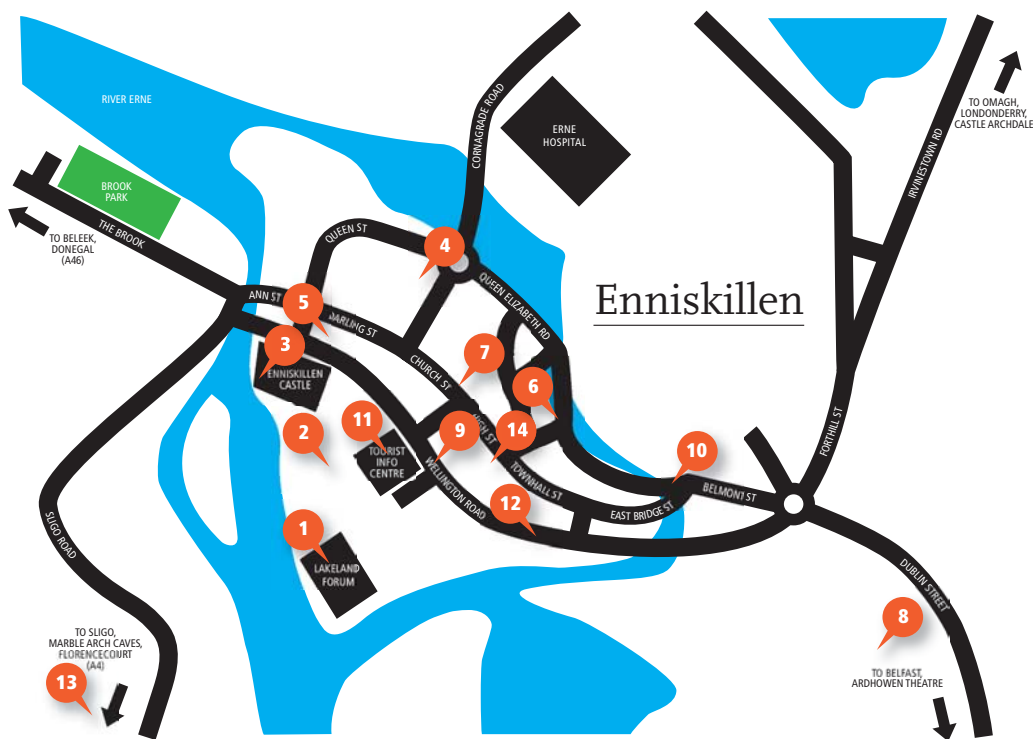 RIVER ERNE
CORNAGRADE ROAD
ERNE
HOSPITAL
TO OMAGH,
LONDONDERRY,
CASTLE ARCHDALE
IRVINESTOWN RD
BROOK
PARK
THE BROOK
TO BELEEK,
DONEGAL
(A46)
QUEEN ST
4
QUEEN ELIZABETH RD
Enniskillen
ANN ST
5
DARLING ST
3
ENNISKILLEN
CASTLE
CHURCH ST
7
6
2
11
TOURIST
INFO
CENTRE
9
HIGH ST
14
TOWNHALL ST
WELLINGTON ROAD
12
EAST BRIDGE ST
10
BELMONT ST
FORTHILL ST
1
LAKELAND
FORUM
SLIGO ROAD
DUBLIN STREET
8
TO BELFAST,
ARDHOWEN THEATRE
TO SLIGO,
MARBLE ARCH CAVES,
FLORENCECOURT
(A4)
13